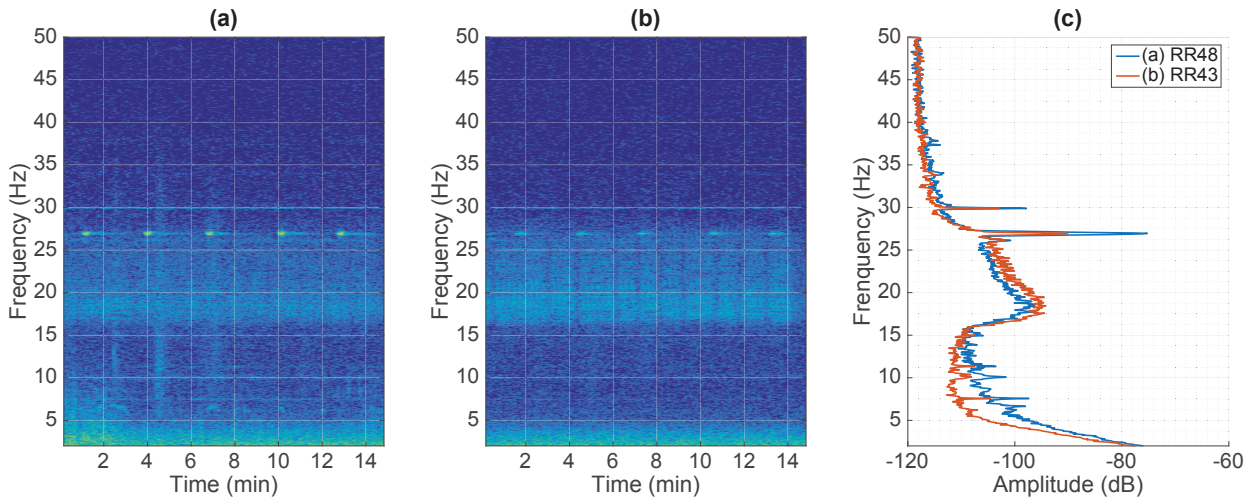 (a)
(b)
(c)
50
45
40
35
30
25
20
15
10
5
Frequency (Hz)
2 4 6 8 10 12 14
Time (min)
50
45
40
35
30
25
20
15
10
5
Frequency (Hz)
2 4 6 8 10 12 14
Time (min)
50
45
40
35
30
25
20
15
10
5
Frenquency (Hz)
(a) RR48
(b) RR43
-120 -100 -80 -60
Amplitude (dB)